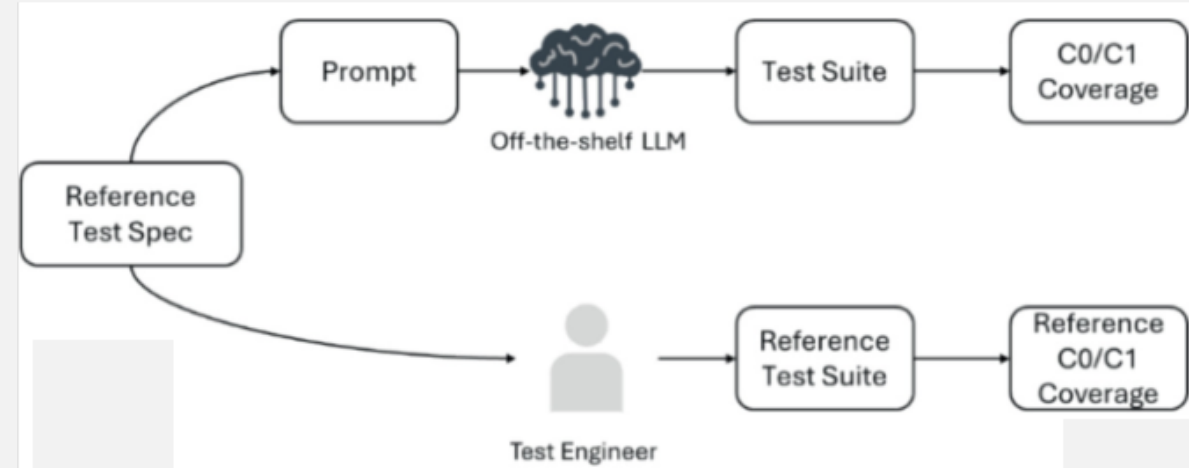 Prompt
Off-the-shelf LLM
Test Suite
C0/C1
Coverage
Reference
Test Spec
Test Engineer
Reference
Test Suite
Reference
C0/C1
Coverage